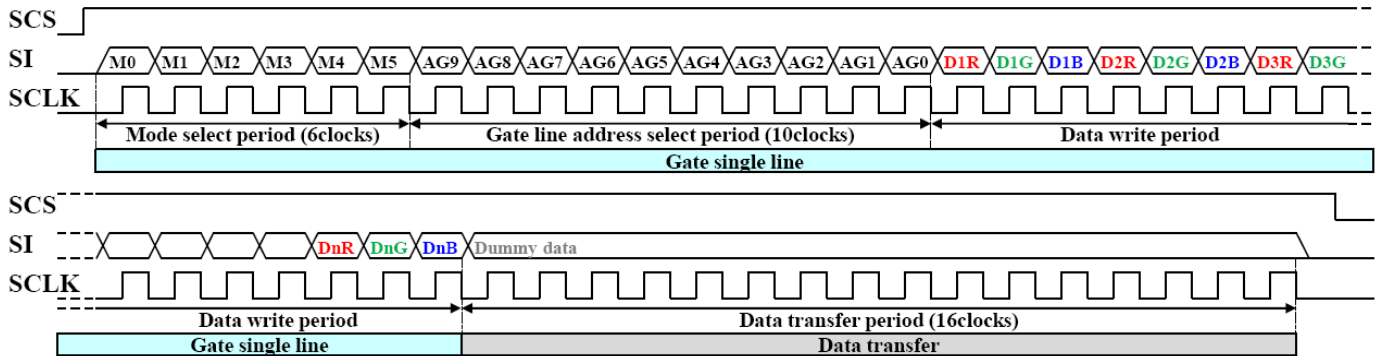 SCS
SI M0 M1 M2 M3 M4 M5 AG9 AG8 AG7 AG6 AG5 AG4 AG3 AG2 AG1 AG0 D1R D1G D1B D2R D2G D2B D3R D3G
SCLK
Mode select period (6clocks) Gate line address select period (10clocks) Data write period
Gate single line
SCS
SI DnR DnG DnB Dummy data
SCLK
Data write period Data transfer period (16clocks)
Gate single line Data transfer